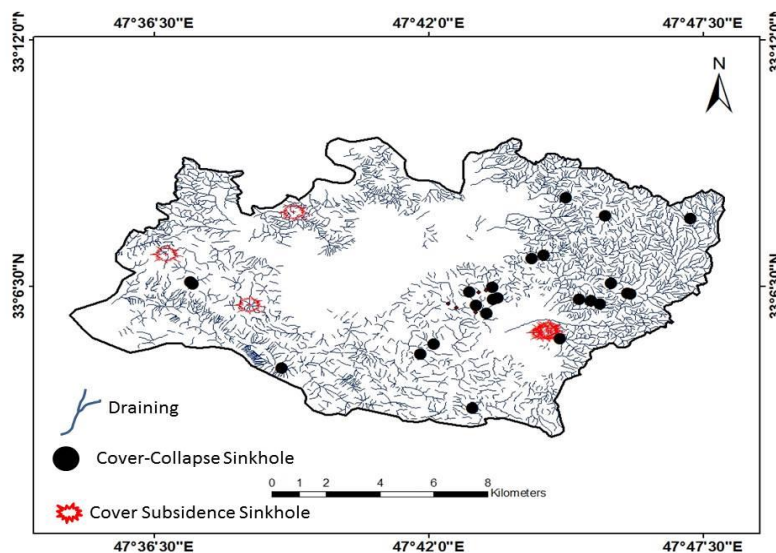 47°36'30"E 47°42'0"E 47°47'30"E
33°12'0"N 33°12'0"N
N
33°6'30"N 33°6'30"N
Draining
Cover-Collapse Sinkhole
0 1 2 4 6 8
Kilometers
Cover Subsidence Sinkhole
47°36'30"E 47°42'0"E 47°47'30"E